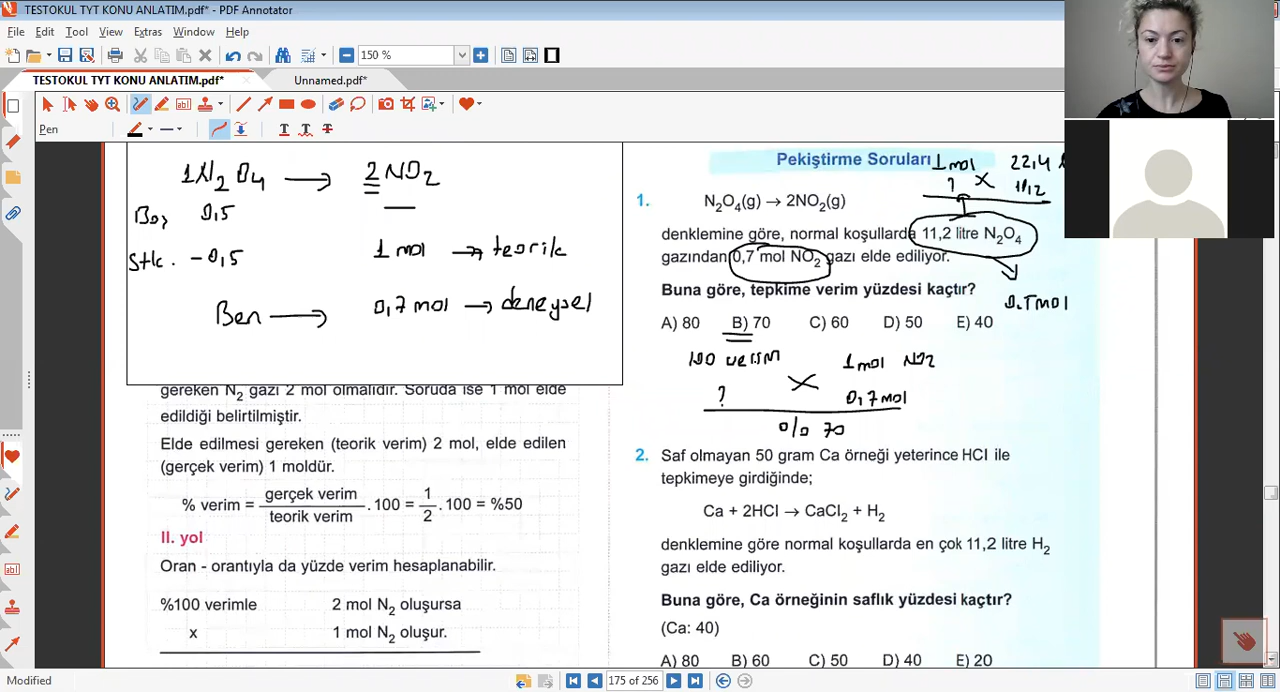 TESTOKUL TYT KONU ANLATIM.pdf* - PDF Annotator
File Edit Tool View Extras Window Help
150 %
TESTOKUL TYT KONU ANLATIM.pdf* Unnamed.pdf*
Pen
1N₂O₄ → 2NO₂
Baş 0,5
Stk. -0,5 1 mol → teorik
Ben → 0,7 mol → deneysel
gereken N₂ gazı 2 mol olmalıdır. Soruda ise 1 mol elde
edildiği belirtilmiştir.
Elde edilmesi gereken (teorik verim) 2 mol, elde edilen
(gerçek verim) 1 moldür.
% verim = gerçek verim / teorik verim . 100 = 1/2 . 100 = %50
II. yol
Oran - orantıyla da yüzde verim hesaplanabilir.
%100 verimle 2 mol N₂ oluşursa
x 1 mol N₂ oluşur.
Pekiştirme Soruları
1 mol 22,4
? X 11,2
1. N₂O₄(g) → 2NO₂(g)
denklemine göre, normal koşullarda 11,2 litre N₂O₄
gazından 0,7 mol NO₂ gazı elde ediliyor.
Buna göre, tepkime verim yüzdesi kaçtır?
0.5 mol
A) 80 B) 70 C) 60 D) 50 E) 40
100 verim 1 mol NO₂
? X 0,7 mol
% 70
2. Saf olmayan 50 gram Ca örneği yeterince HCl ile
tepkimeye girdiğinde;
Ca + 2HCl → CaCl₂ + H₂
denklemine göre normal koşullarda en çok 11,2 litre H₂
gazı elde ediliyor.
Buna göre, Ca örneğinin saflık yüzdesi kaçtır?
(Ca: 40)
A) 80 B) 60 C) 50 D) 40 E) 20
Modified 175 of 256